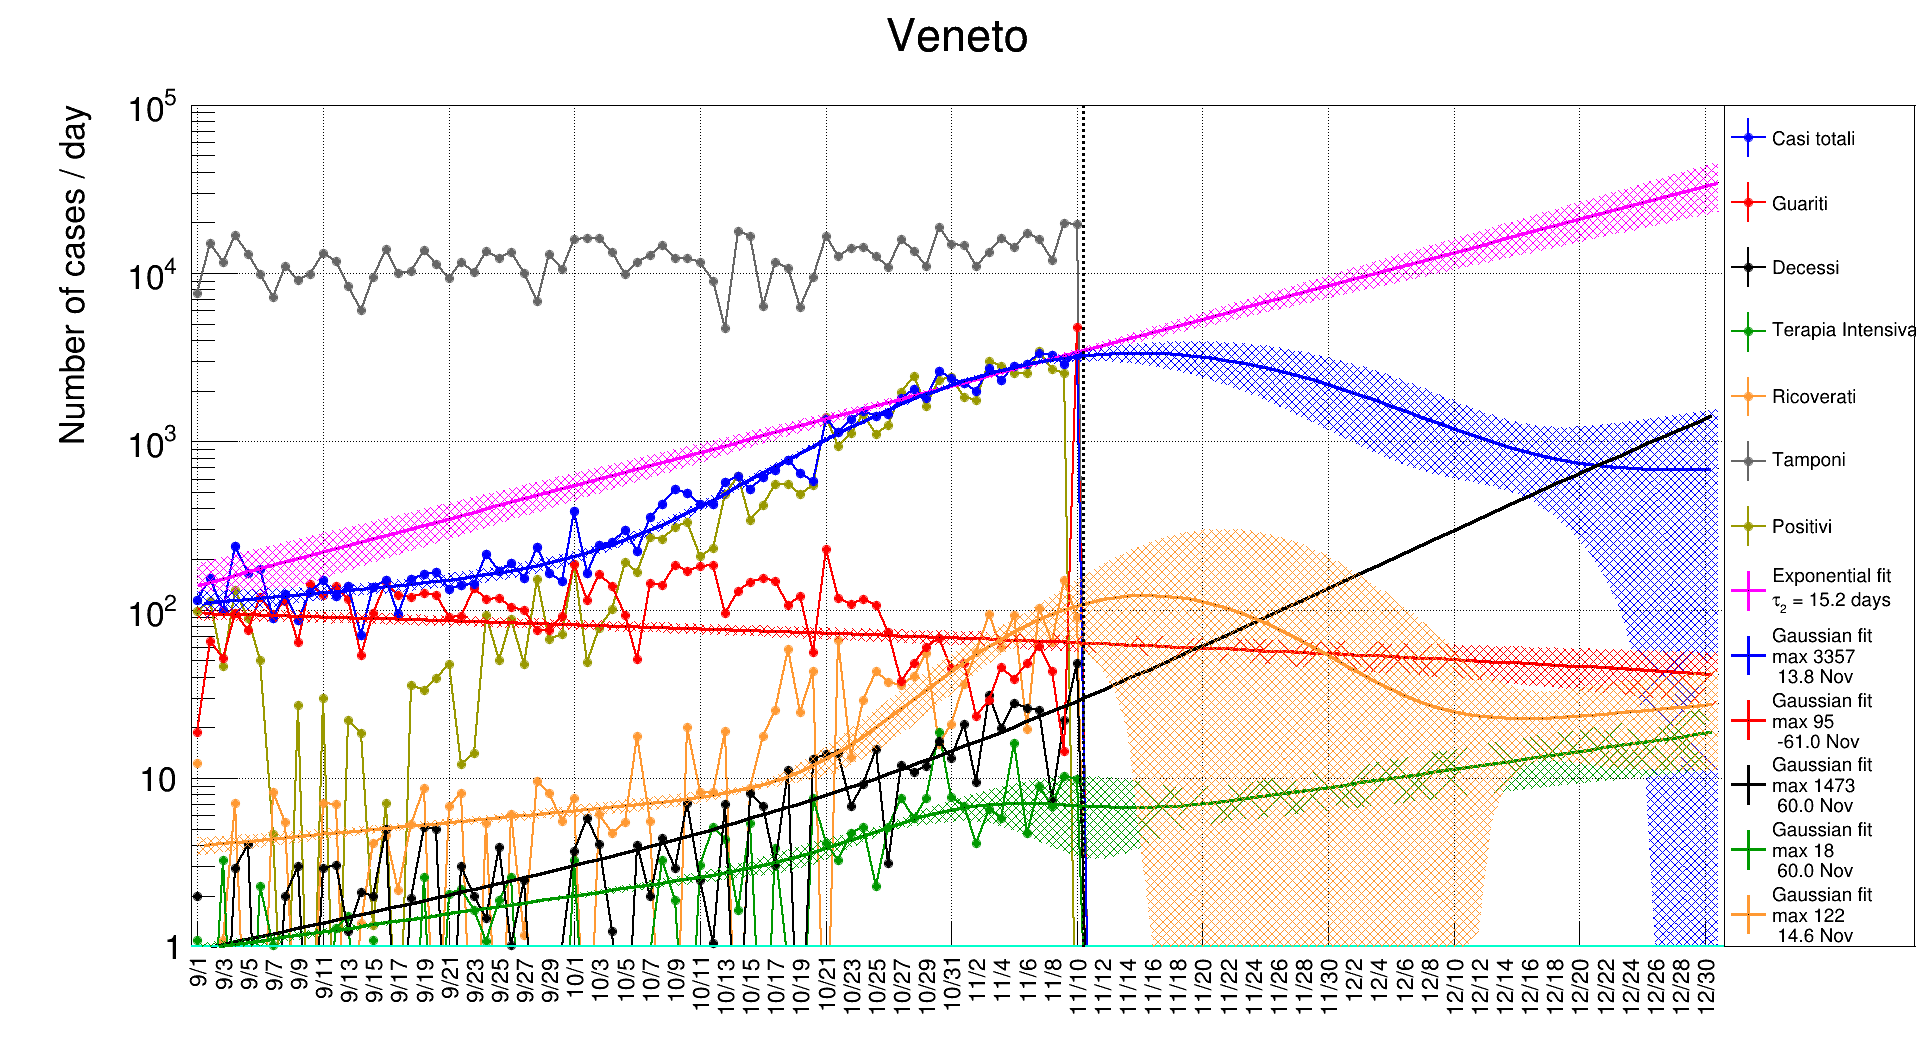 Veneto
Number of cases / day
10^5
10^4
10^3
10^2
10
1
9/1
9/3
9/5
9/7
9/9
9/11
9/13
9/15
9/17
9/19
9/21
9/23
9/25
9/27
9/29
10/1
10/3
10/5
10/7
10/9
10/11
10/13
10/15
10/17
10/19
10/21
10/23
10/25
10/27
10/29
10/31
11/2
11/4
11/6
11/8
11/10
11/12
11/14
11/16
11/18
11/20
11/22
11/24
11/26
11/28
11/30
12/2
12/4
12/6
12/8
12/10
12/12
12/14
12/16
12/18
12/20
12/22
12/24
12/26
12/28
12/30
Casi totali
Guariti
Decessi
Terapia Intensiva
Ricoverati
Tamponi
Positivi
Exponential fit
τ₂ = 15.2 days
Gaussian fit
max 3357
13.8 Nov
Gaussian fit
max 95
-61.0 Nov
Gaussian fit
max 1473
60.0 Nov
Gaussian fit
max 18
60.0 Nov
Gaussian fit
max 122
14.6 Nov